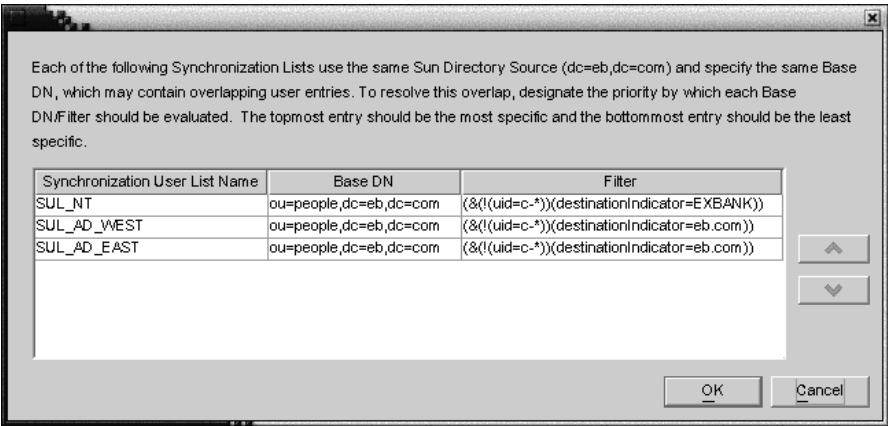 Each of the following Synchronization Lists use the same Sun Directory Source (dc=eb,dc=com) and specify the same Base
DN, which may contain overlapping user entries. To resolve this overlap, designate the priority by which each Base
DN/Filter should be evaluated. The topmost entry should be the most specific and the bottommost entry should be the least
specific.
Synchronization User List Name Base DN Filter
SUL_NT ou=people,dc=eb,dc=com (&(!(uid=c-*))(destinationIndicator=EXBANK))
SUL_AD_WEST ou=people,dc=eb,dc=com (&(!(uid=c-*))(destinationIndicator=eb.com))
SUL_AD_EAST ou=people,dc=eb,dc=com (&(!(uid=c-*))(destinationIndicator=eb.com))
OK Cancel